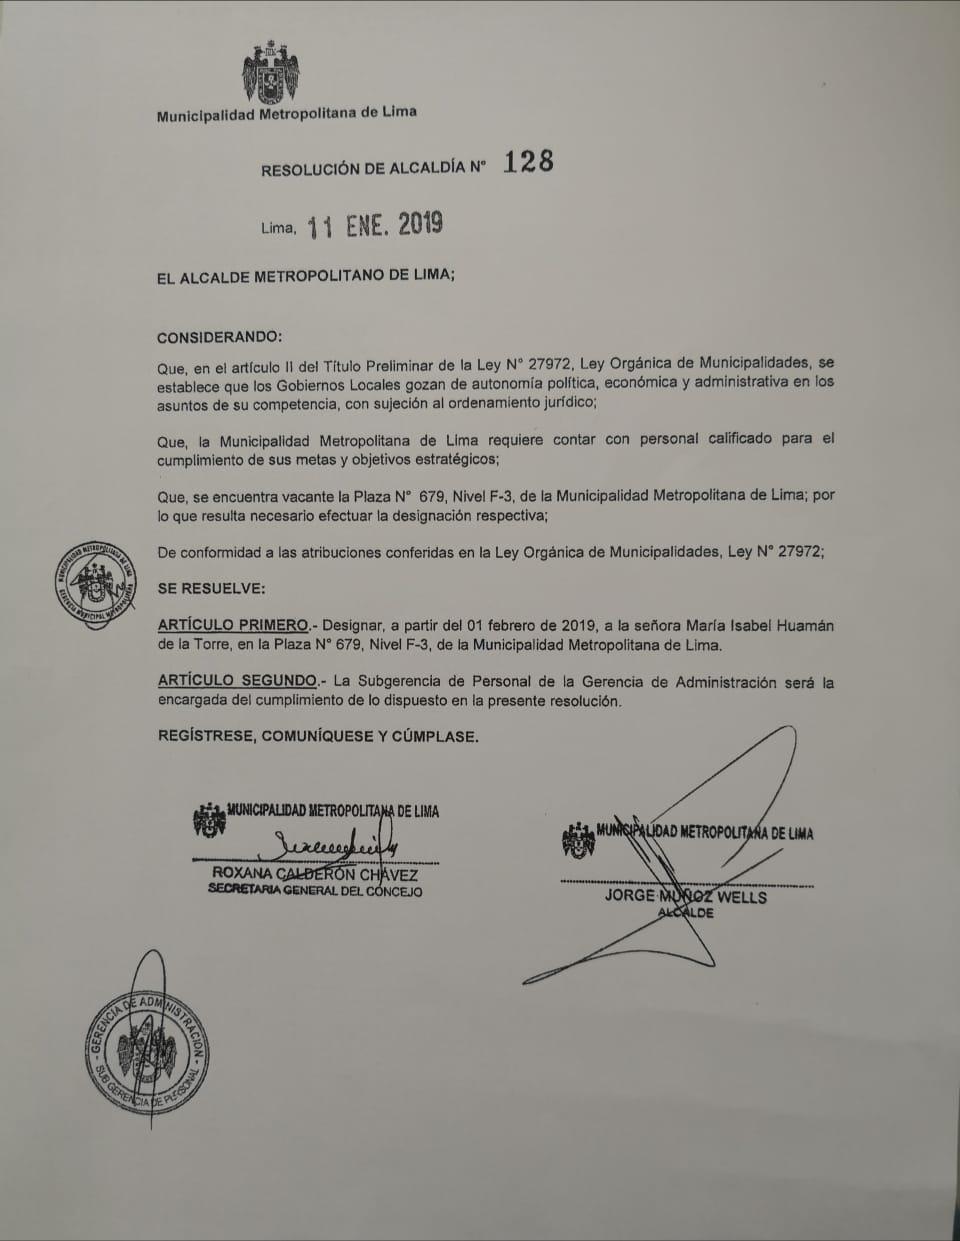 Municipalidad Metropolitana de Lima
RESOLUCIÓN DE ALCALDÍA N° 128
Lima, 11 ENE. 2019
EL ALCALDE METROPOLITANO DE LIMA;
CONSIDERANDO:
Que, en el artículo II del Título Preliminar de la Ley N° 27972, Ley Orgánica de Municipalidades, se
establece que los Gobiernos Locales gozan de autonomía política, económica y administrativa en los
asuntos de su competencia, con sujeción al ordenamiento jurídico;
Que, la Municipalidad Metropolitana de Lima requiere contar con personal calificado para el
cumplimiento de sus metas y objetivos estratégicos;
Que, se encuentra vacante la Plaza N° 679, Nivel F-3, de la Municipalidad Metropolitana de Lima; por
lo que resulta necesario efectuar la designación respectiva;
De conformidad a las atribuciones conferidas en la Ley Orgánica de Municipalidades, Ley N° 27972;
MUNICIPALIDAD METROPOLITANA DE LIMA
GERENCIA MUNICIPAL METROPOLITANA
SE RESUELVE:
ARTÍCULO PRIMERO.- Designar, a partir del 01 febrero de 2019, a la señora María Isabel Huamán
de la Torre, en la Plaza N° 679, Nivel F-3, de la Municipalidad Metropolitana de Lima.
ARTÍCULO SEGUNDO.- La Subgerencia de Personal de la Gerencia de Administración será la
encargada del cumplimiento de lo dispuesto en la presente resolución.
REGÍSTRESE, COMUNÍQUESE Y CÚMPLASE.
MUNICIPALIDAD METROPOLITANA DE LIMA
ROXANA CALDERÓN CHÁVEZ
SECRETARIA GENERAL DEL CONCEJO
MUNICIPALIDAD METROPOLITANA DE LIMA
JORGE MUÑOZ WELLS
ALCALDE
GERENCIA DE ADMINISTRACIÓN
SUB GERENCIA DE PERSONAL